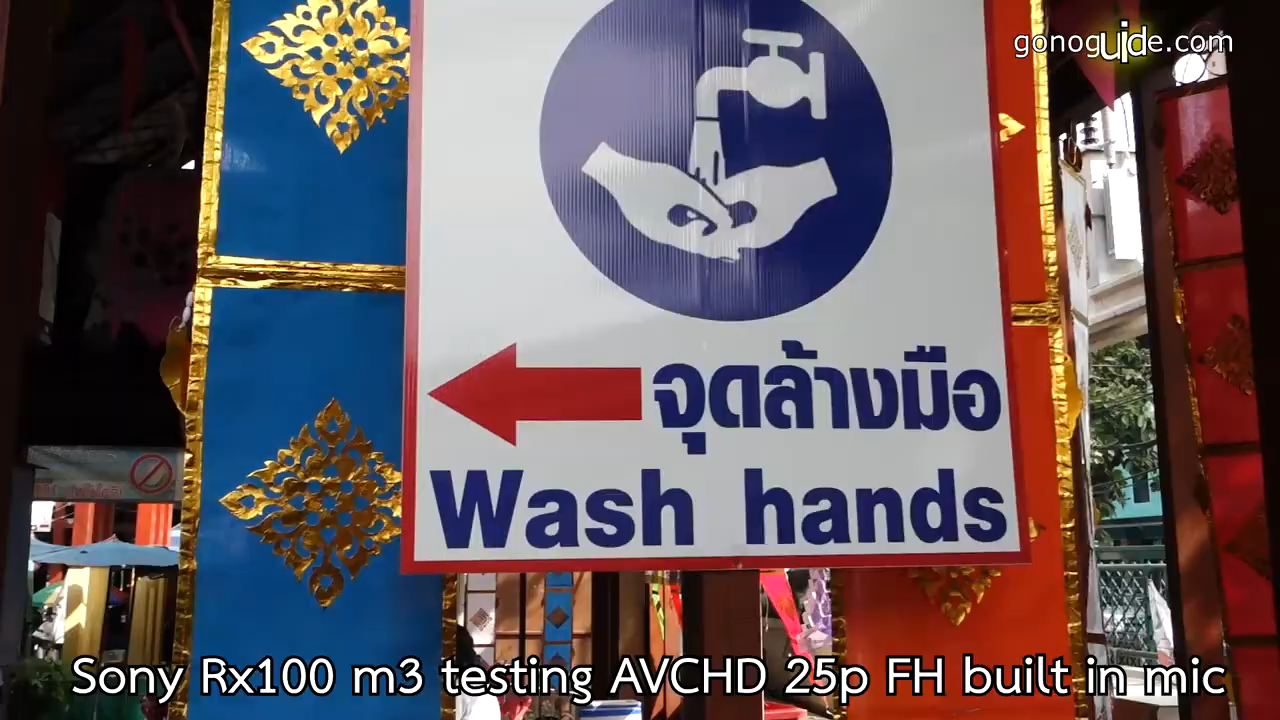 gonoguide.com
จุดล้างมือ
Wash hands
Sony Rx100 m3 testing AVCHD 25p FH built in mic